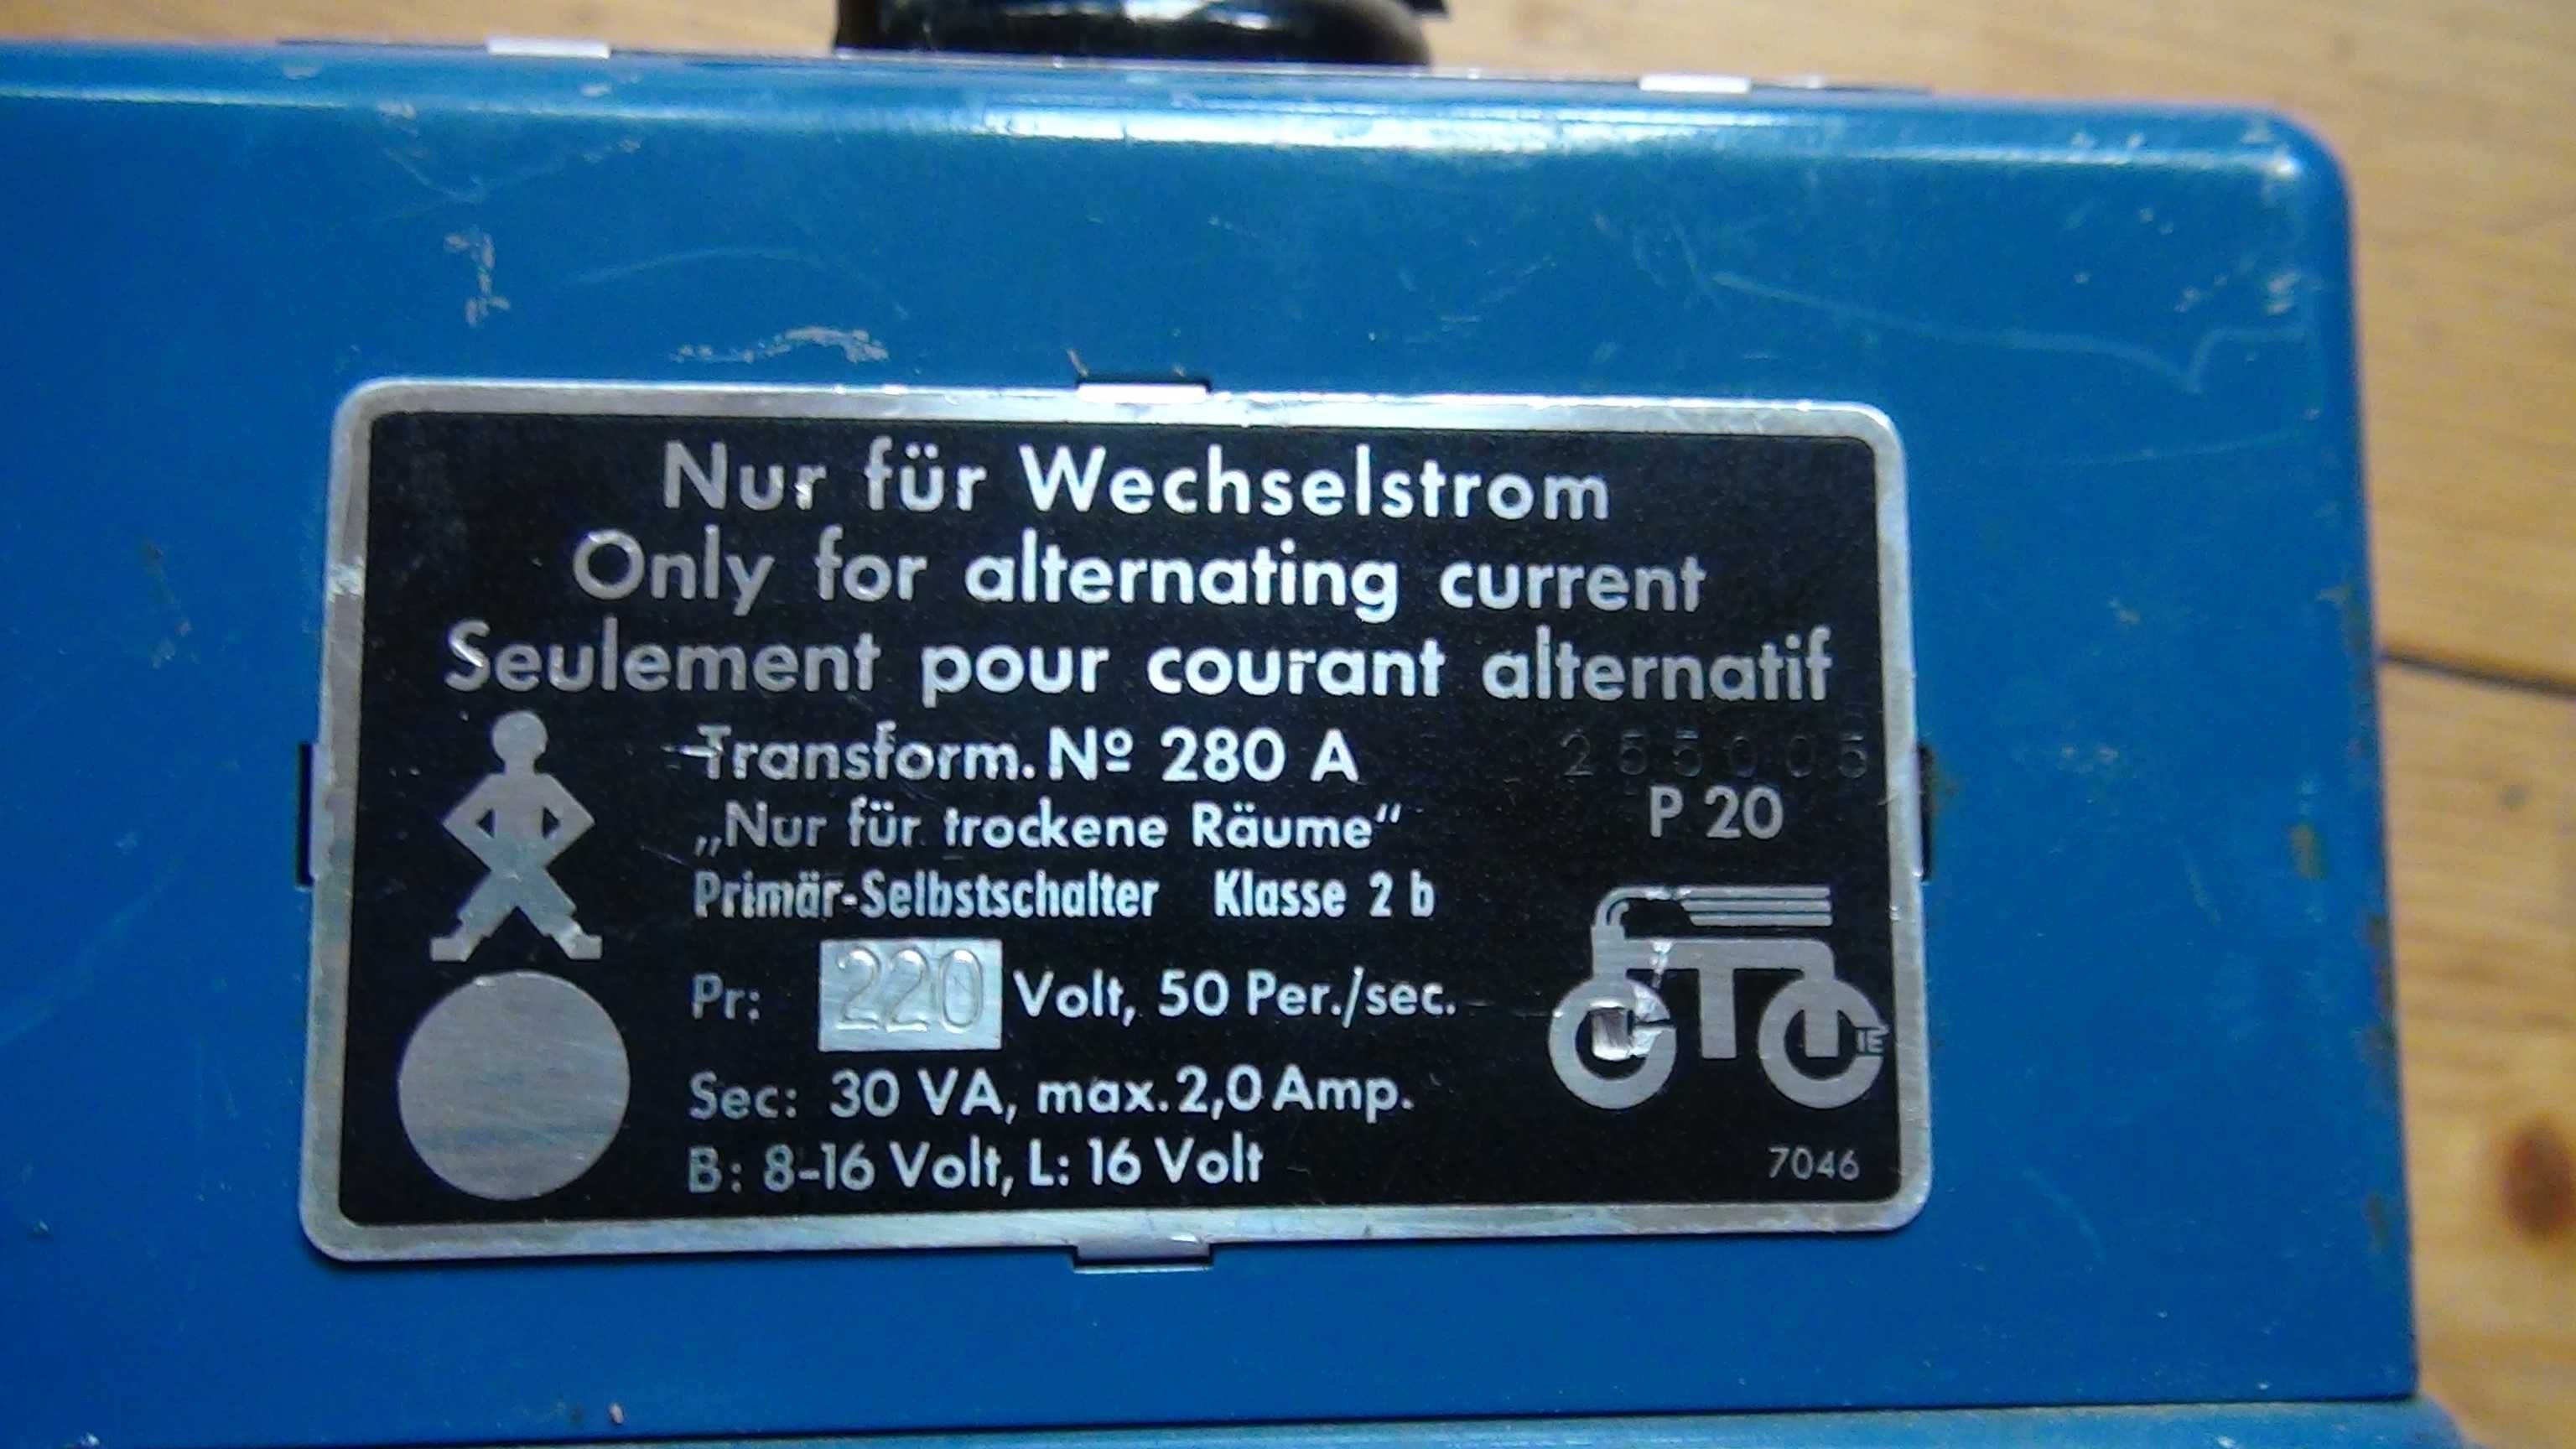 Nur für Wechselstrom
Only for alternating current
Seulement pour courant alternatif
Transform. Nº 280 A
255005
„Nur für trockene Räume“
P 20
Primär-Selbstschalter Klasse 2 b
Pr: 220 Volt, 50 Per./sec.
Sec: 30 VA, max. 2,0 Amp.
B: 8-16 Volt, L: 16 Volt
7046